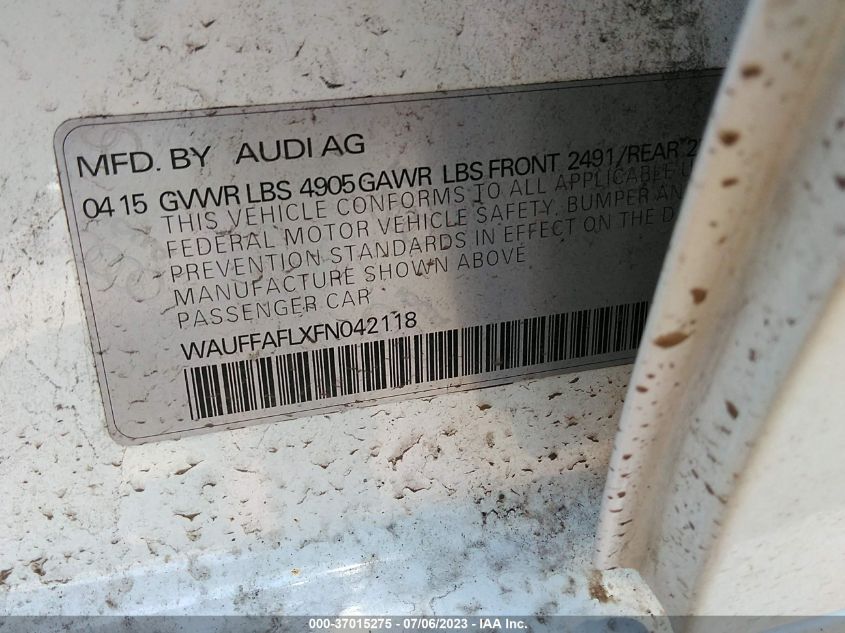 MFD. BY AUDI AG
04 15 GVWR LBS 4905 GAWR LBS FRONT 2491/REAR 2
THIS VEHICLE CONFORMS TO ALL APPLICABLE
FEDERAL MOTOR VEHICLE SAFETY, BUMPER AN
PREVENTION STANDARDS IN EFFECT ON THE D
MANUFACTURE SHOWN ABOVE
PASSENGER CAR
WAUFFAFLXFN042118
000-37015275 - 07/06/2023 - IAA Inc.